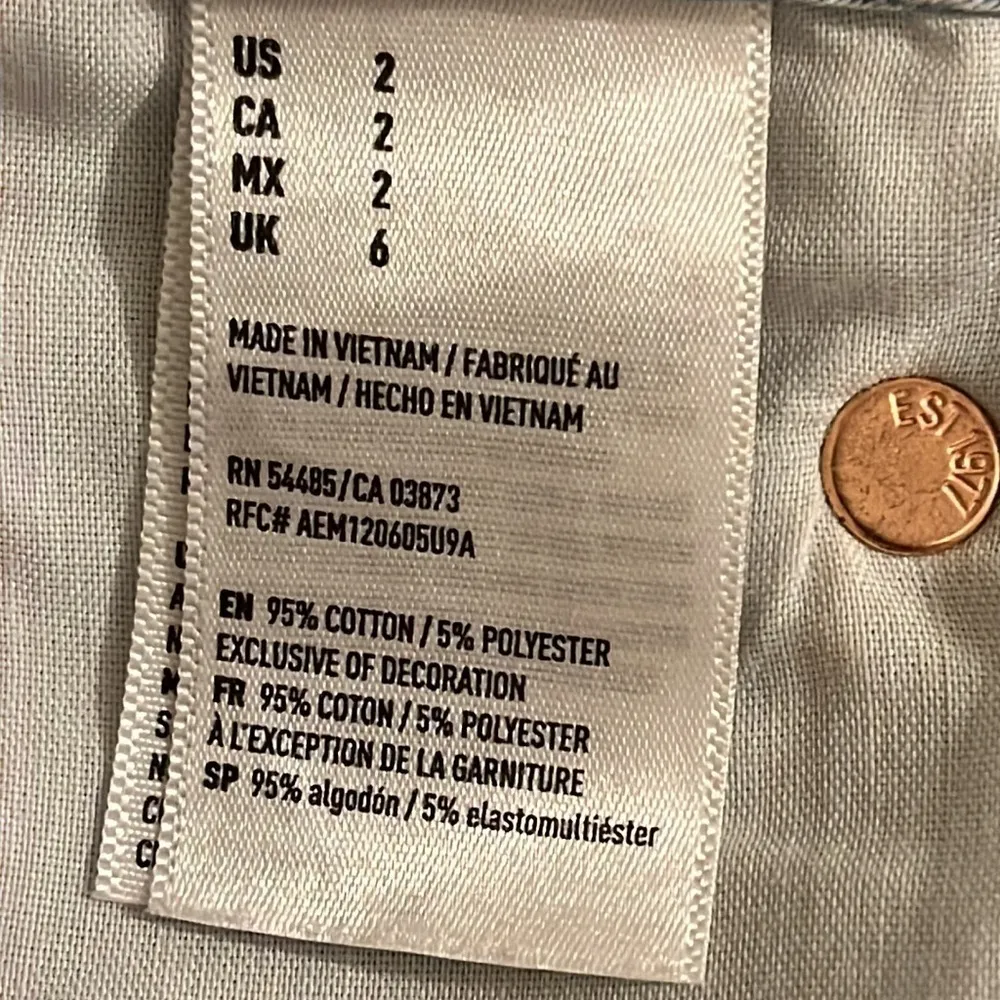 US 2
CA 2
MX 2
UK 6
MADE IN VIETNAM / FABRIQUÉ AU
VIETNAM / HECHO EN VIETNAM
RN 54485/CA 03873
RFC# AEM120605U9A
EN 95% COTTON / 5% POLYESTER
EXCLUSIVE OF DECORATION
FR 95% COTON / 5% POLYESTER
À L'EXCEPTION DE LA GARNITURE
SP 95% algodón / 5% elastomultiéster
EST 1977